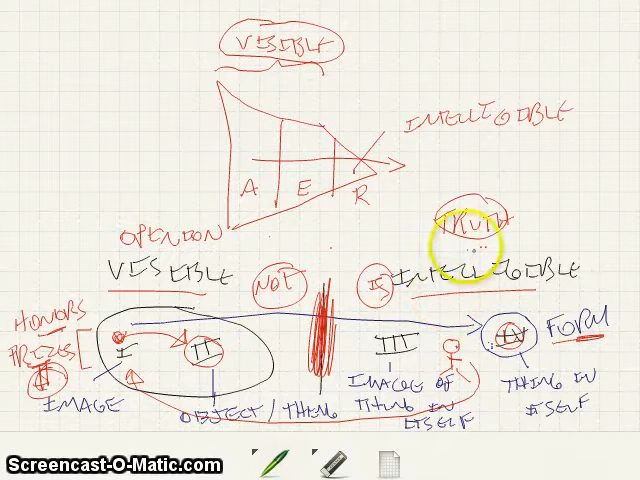 VISIBLE
INTELLIGIBLE
A E R
TRUTH
OPINION
VISIBLE NOT IS INTELLIGIBLE
HONORS
PRIZES
I II III IV FORM
IMAGE OBJECT / THING IMAGE OF THING IN ITSELF THING IN ITSELF
Screencast-O-Matic.com